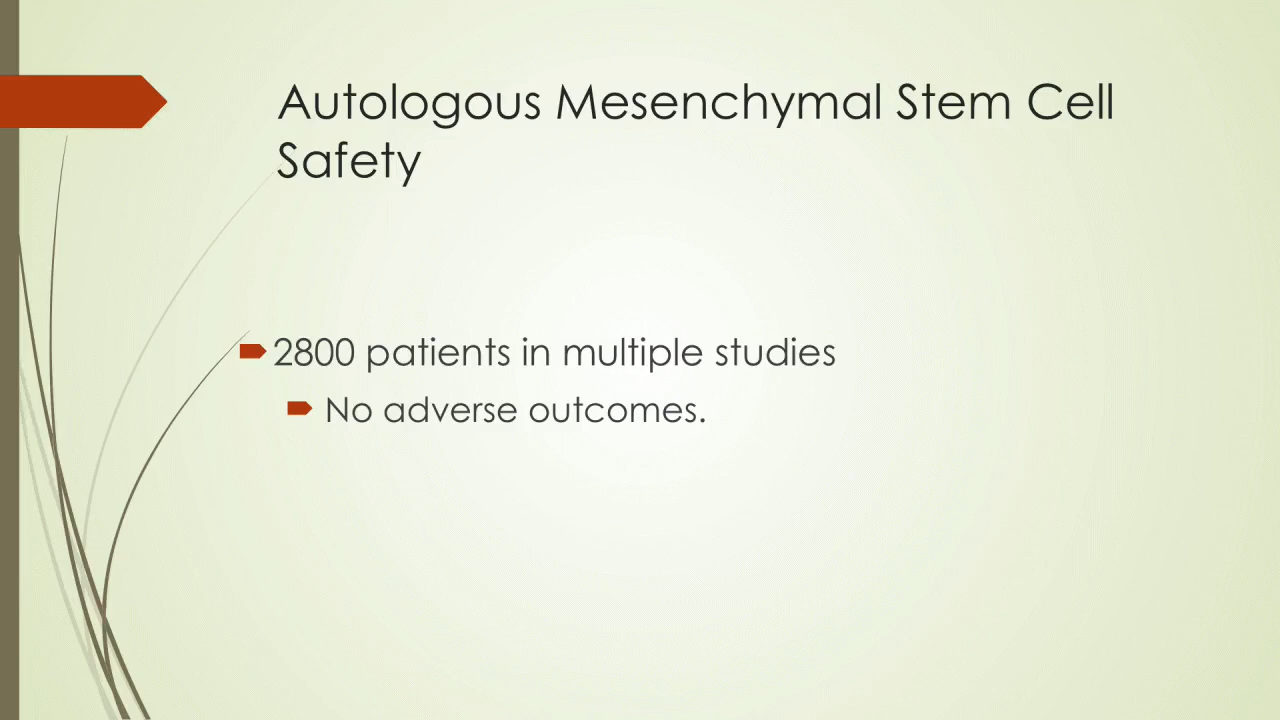 Autologous Mesenchymal Stem Cell
Safety
2800 patients in multiple studies
No adverse outcomes.